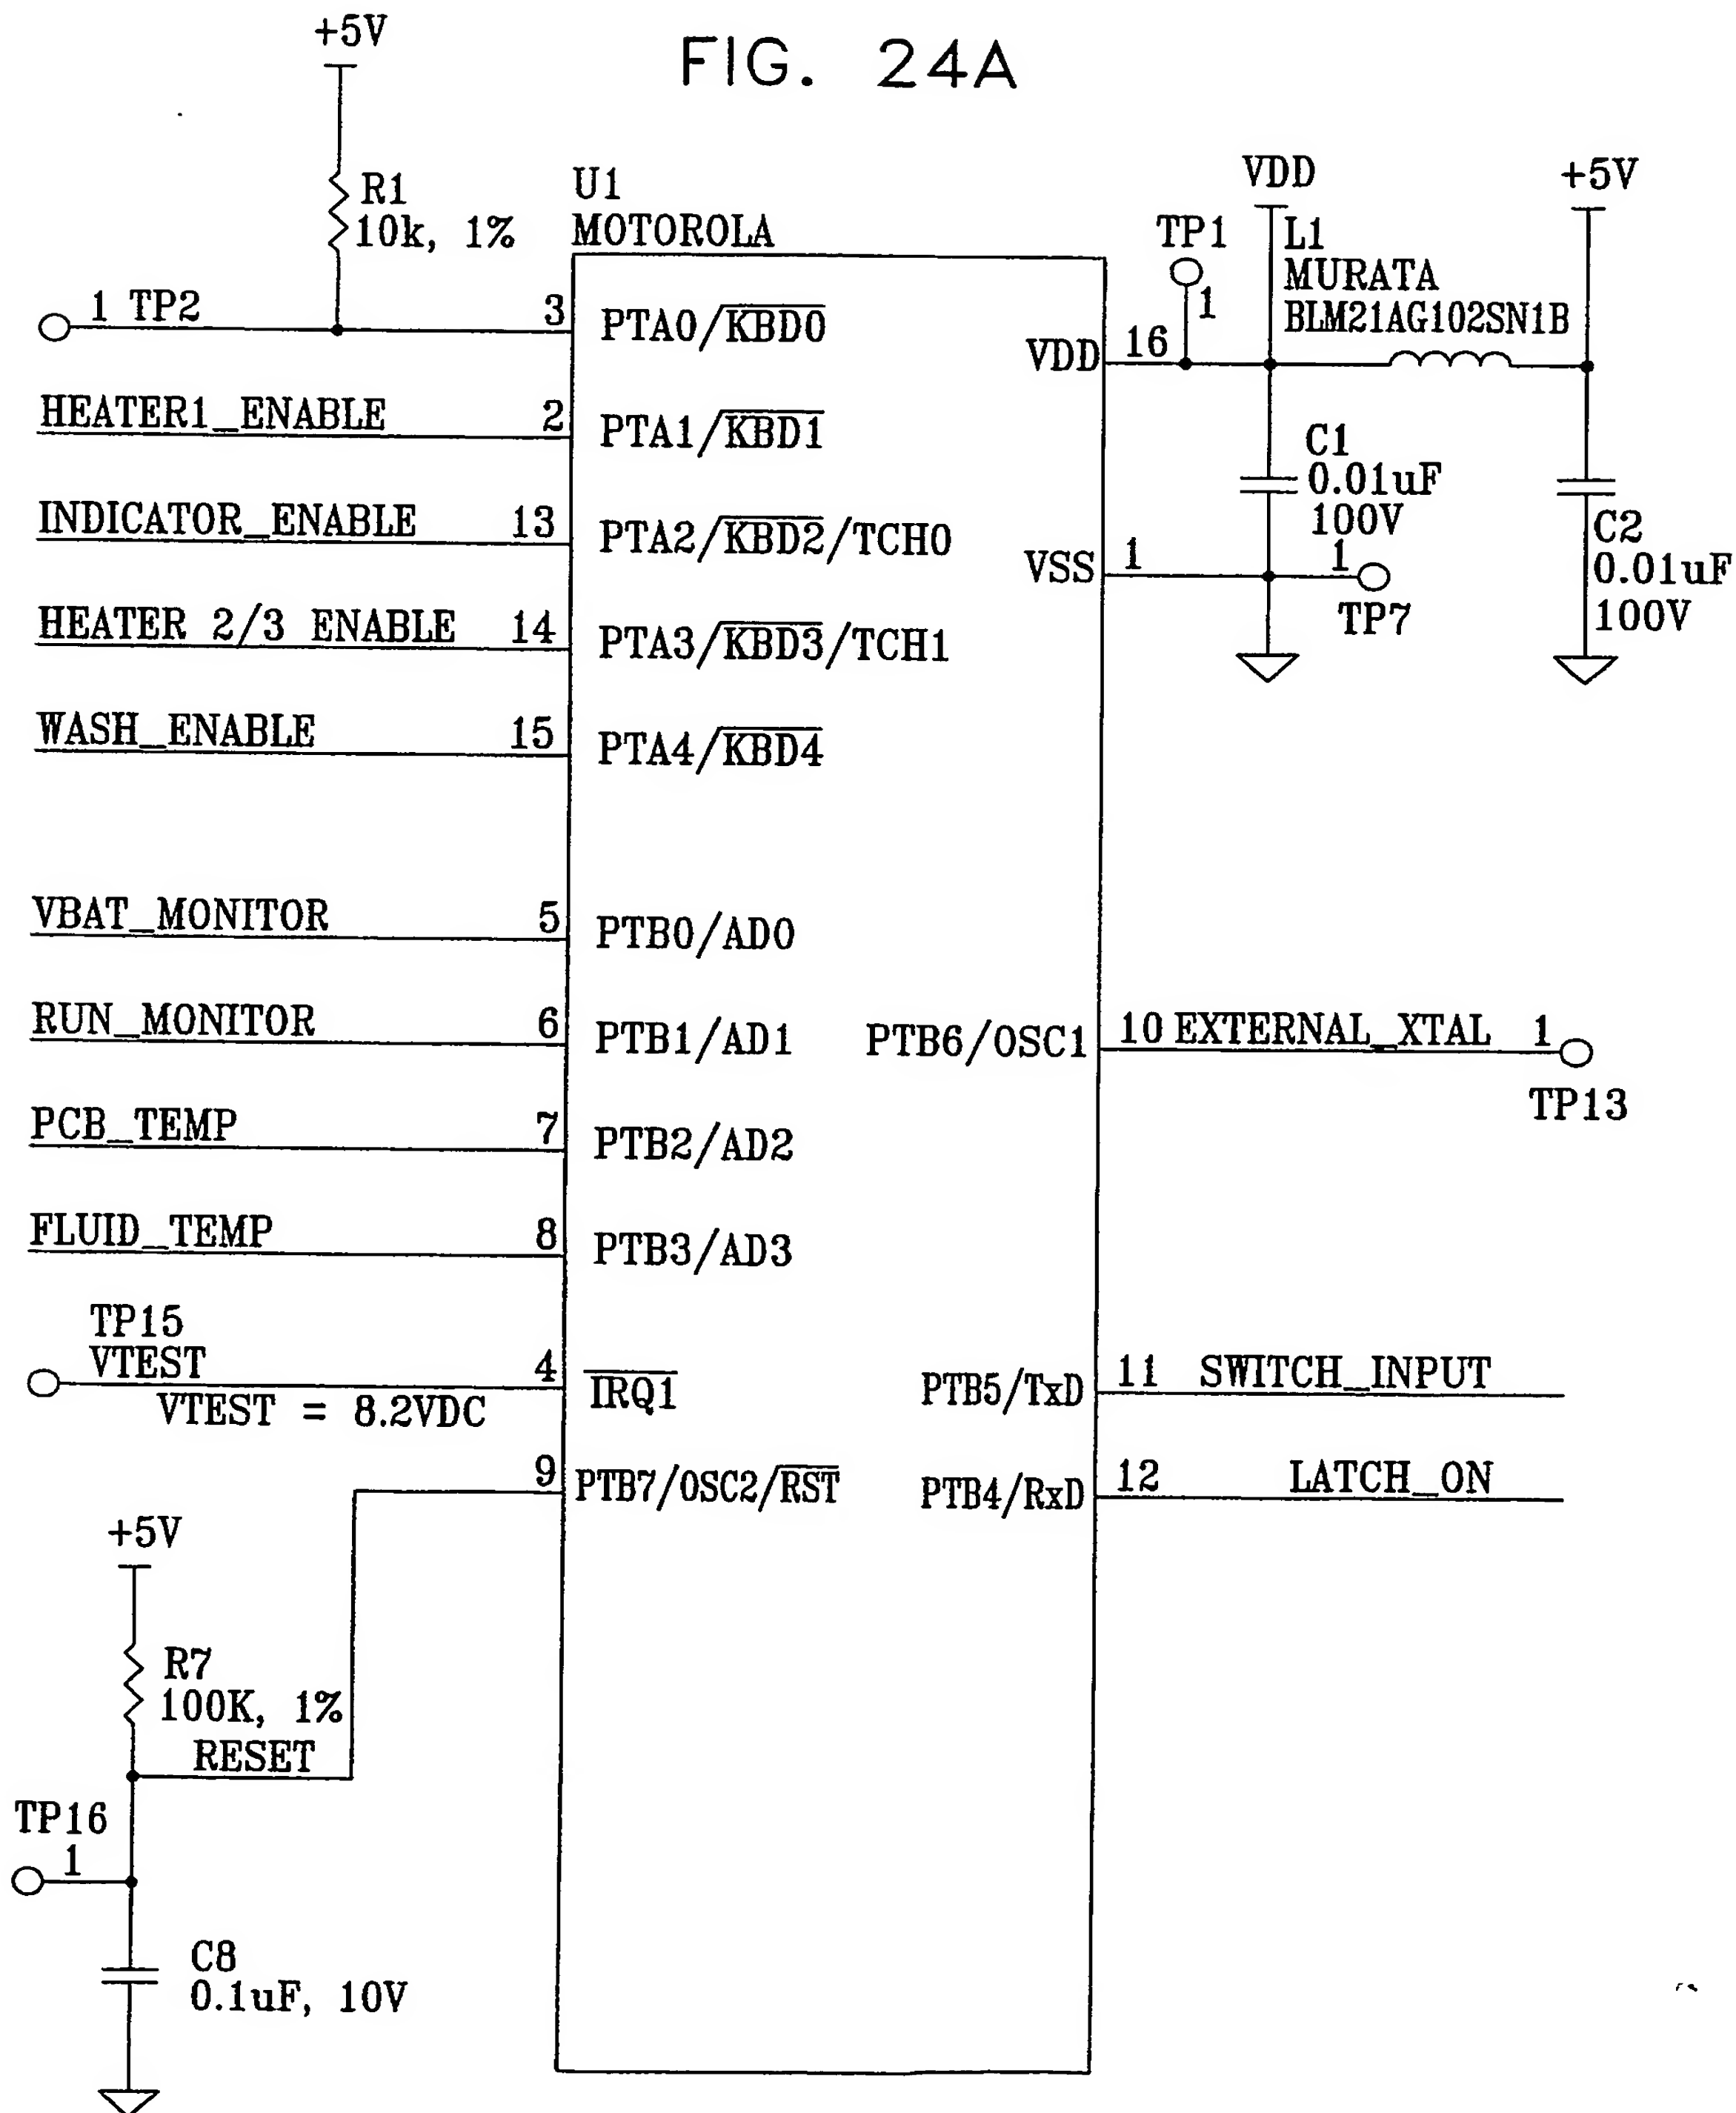 FIG. 24A
+5V
R1
10k, 1%
U1
MOTOROLA
VDD
+5V
TP1
1
L1
MURATA
BLM21AG102SN1B
1 TP2
3
PTA0/KBD0
VDD
16
HEATER1_ENABLE
2
PTA1/KBD1
C1
0.01uF
100V
INDICATOR_ENABLE
13
PTA2/KBD2/TCH0
VSS
1
1
TP7
C2
0.01uF
100V
HEATER 2/3 ENABLE
14
PTA3/KBD3/TCH1
WASH_ENABLE
15
PTA4/KBD4
VBAT_MONITOR
5
PTB0/AD0
RUN_MONITOR
6
PTB1/AD1
PTB6/OSC1
10 EXTERNAL_XTAL
1
TP13
PCB_TEMP
7
PTB2/AD2
FLUID_TEMP
8
PTB3/AD3
TP15
VTEST
4
IRQ1
VTEST = 8.2VDC
PTB5/TxD
11
SWITCH_INPUT
9
PTB7/OSC2/RST
PTB4/RxD
12
LATCH_ON
+5V
R7
100K, 1%
RESET
TP16
1
C8
0.1uF, 10V